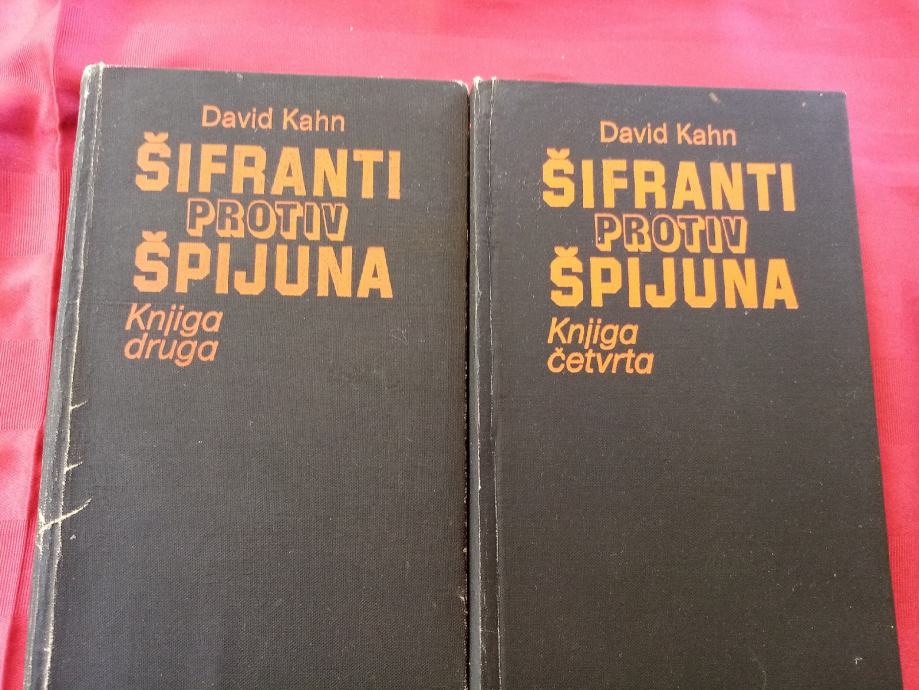 David Kahn
ŠIFRANTI
PROTIV
ŠPIJUNA
Knjiga
druga
David Kahn
ŠIFRANTI
PROTIV
ŠPIJUNA
Knjiga
četvrta